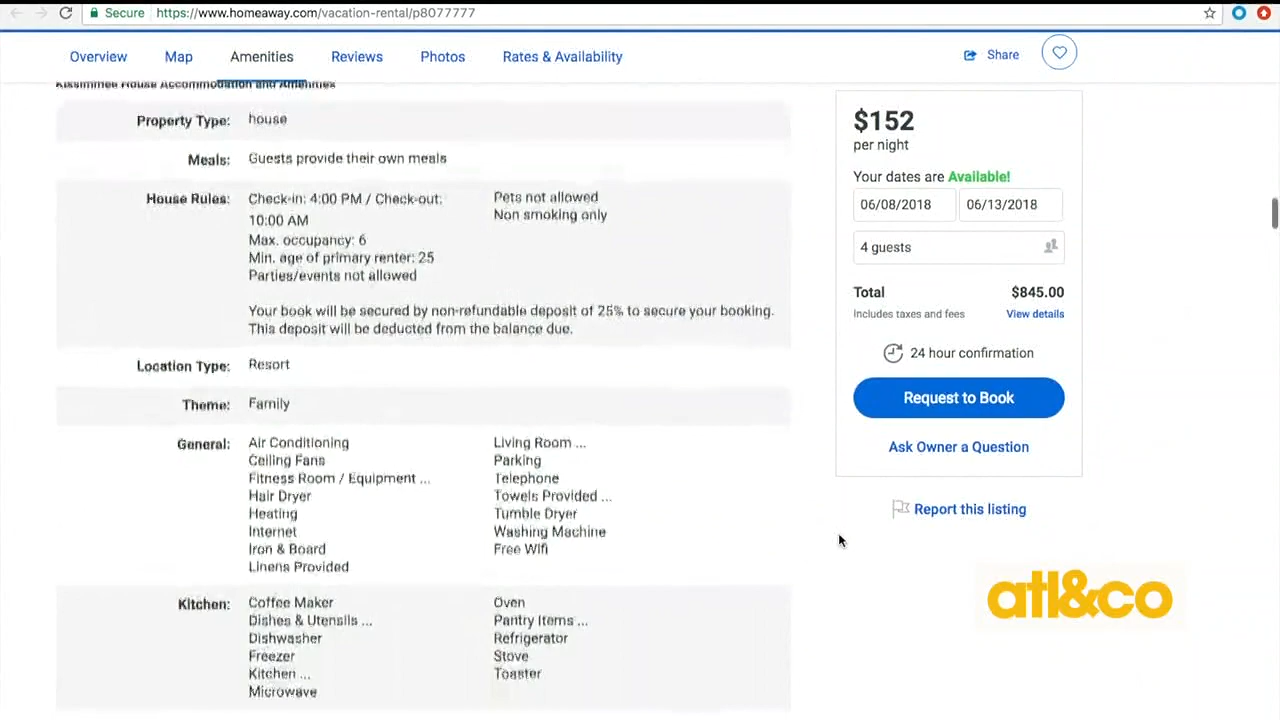 Secure https://www.homeaway.com/vacation-rental/p8077777
Overview Map Amenities Reviews Photos Rates & Availability Share
Kissimmee House Accommodation and Amenities
Property Type: house
Meals: Guests provide their own meals
House Rules: Check-in: 4:00 PM / Check-out: 10:00 AM
Max. occupancy: 6
Min. age of primary renter: 25
Parties/events not allowed
Pets not allowed
Non smoking only
Your book will be secured by non-refundable deposit of 25% to secure your booking.
This deposit will be deducted from the balance due.
Location Type: Resort
Theme: Family
General: Air Conditioning
Ceiling Fans
Fitness Room / Equipment ...
Hair Dryer
Heating
Internet
Iron & Board
Linens Provided
Living Room ...
Parking
Telephone
Towels Provided ...
Tumble Dryer
Washing Machine
Free Wifi
Kitchen: Coffee Maker
Dishes & Utensils ...
Dishwasher
Freezer
Kitchen ...
Microwave
Oven
Pantry Items ...
Refrigerator
Stove
Toaster
$152
per night
Your dates are Available!
06/08/2018 06/13/2018
4 guests
Total $845.00
Includes taxes and fees View details
24 hour confirmation
Request to Book
Ask Owner a Question
Report this listing
atl&co